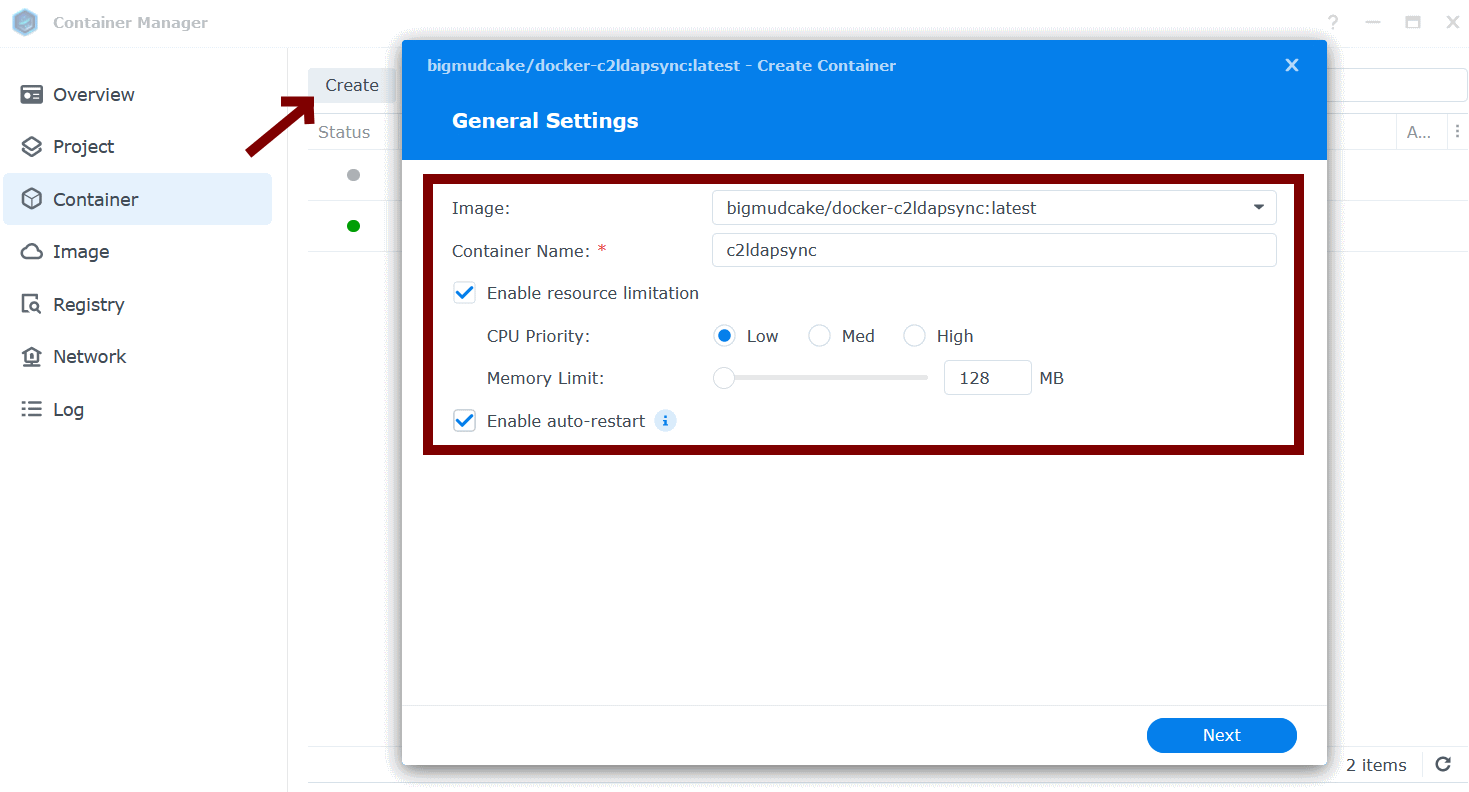 Container Manager
?
Overview
Project
Container
Image
Registry
Network
Log
Create
Status
A...
bigmudcake/docker-c2ldapsync:latest - Create Container
General Settings
Image: bigmudcake/docker-c2ldapsync:latest
Container Name: * c2ldapsync
Enable resource limitation
CPU Priority: Low Med High
Memory Limit: 128 MB
Enable auto-restart i
Next
2 items